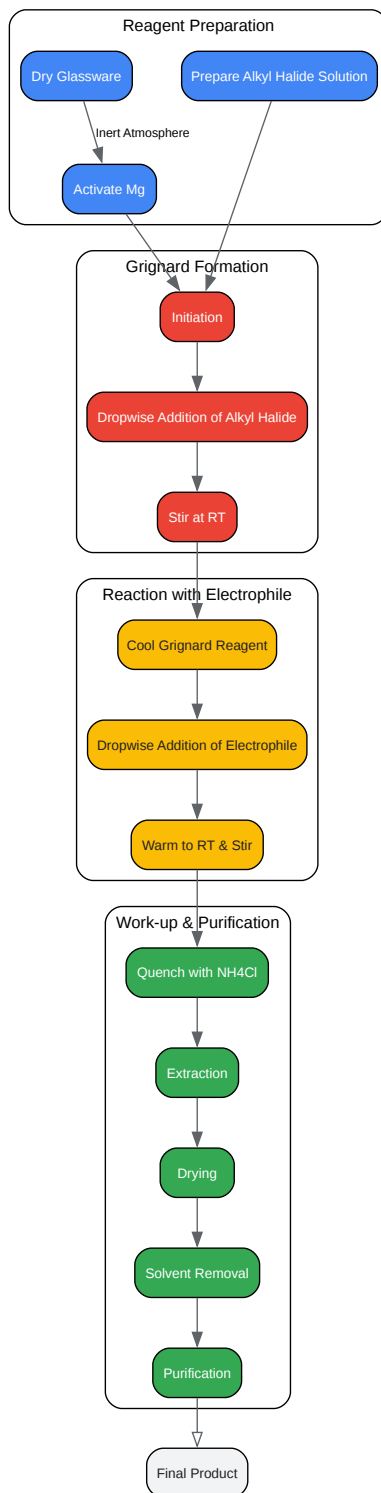 Reagent Preparation
Dry Glassware
Prepare Alkyl Halide Solution
Inert Atmosphere
Activate Mg
Grignard Formation
Initiation
Dropwise Addition of Alkyl Halide
Stir at RT
Reaction with Electrophile
Cool Grignard Reagent
Dropwise Addition of Electrophile
Warm to RT & Stir
Work-up & Purification
Quench with NH4Cl
Extraction
Drying
Solvent Removal
Purification
Final Product